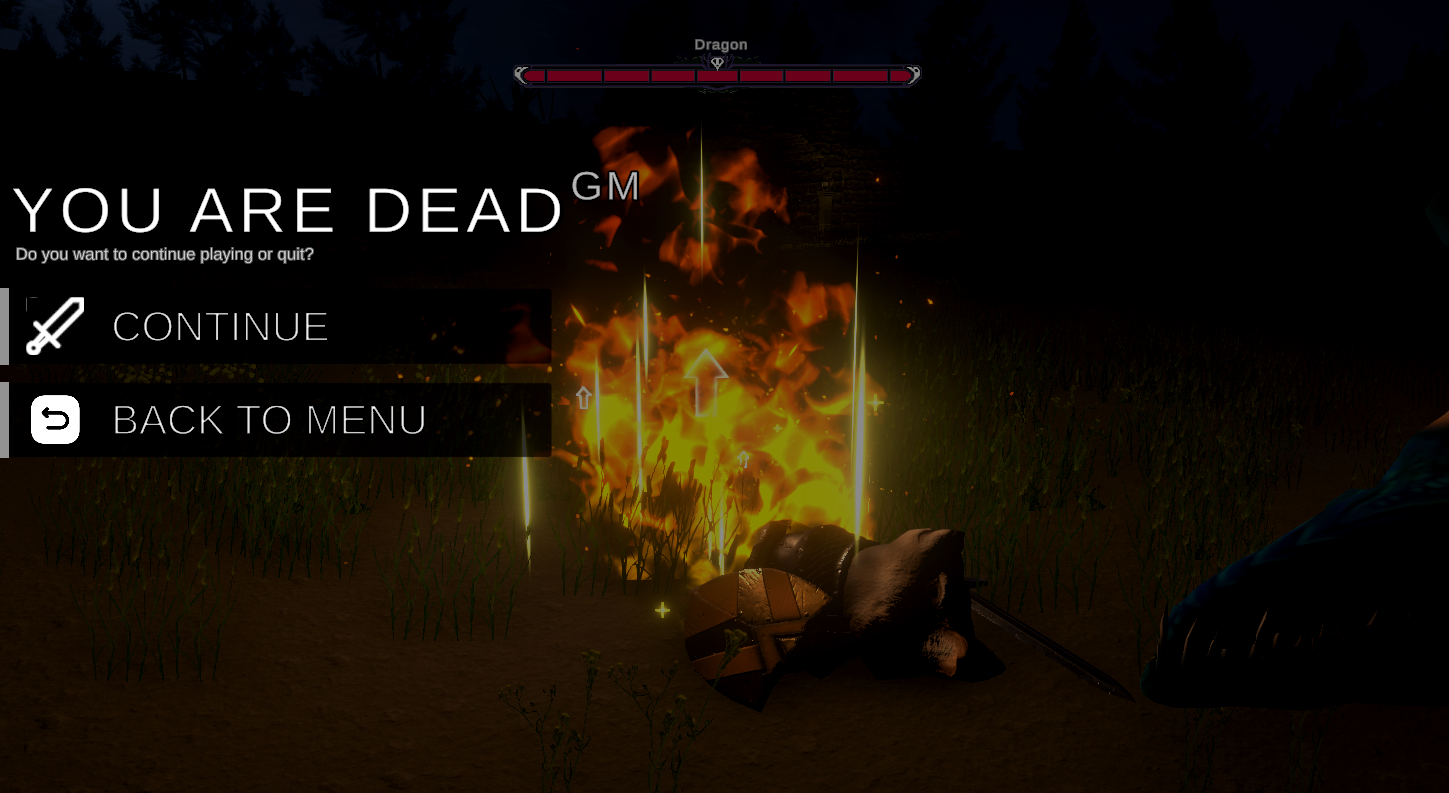 Dragon
YOU ARE DEAD GM
Do you want to continue playing or quit?
CONTINUE
BACK TO MENU